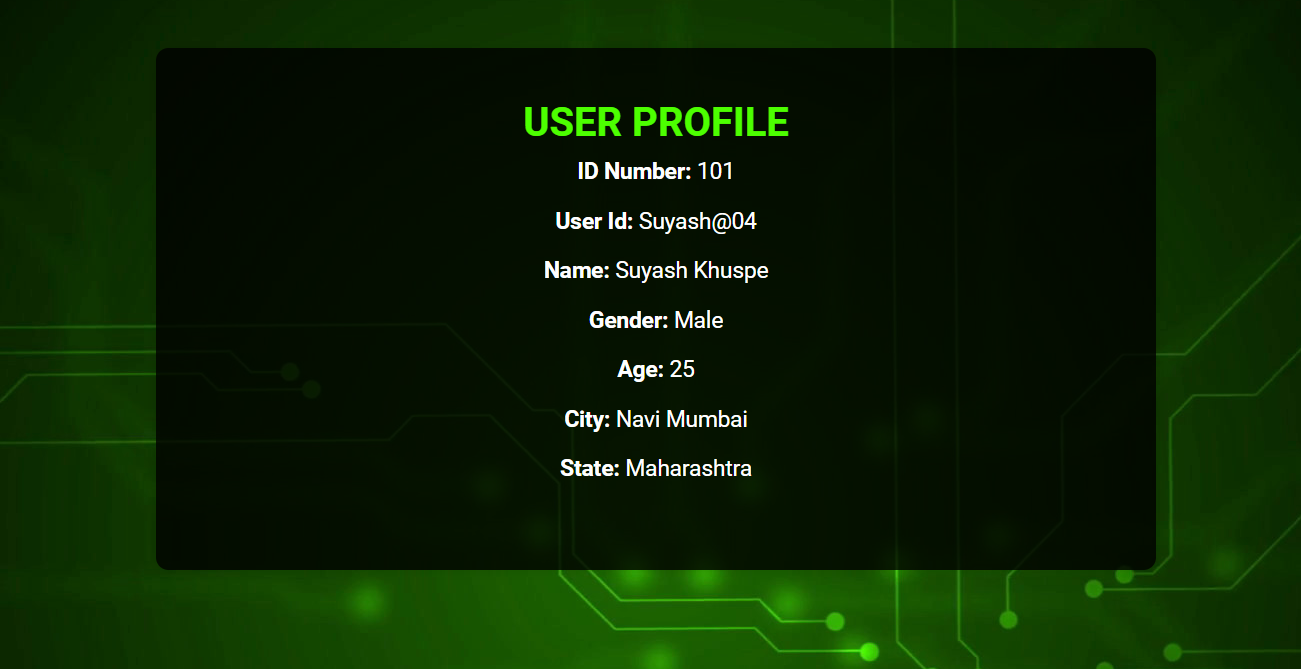 USER PROFILE
ID Number: 101
User Id: Suyash@04
Name: Suyash Khuspe
Gender: Male
Age: 25
City: Navi Mumbai
State: Maharashtra